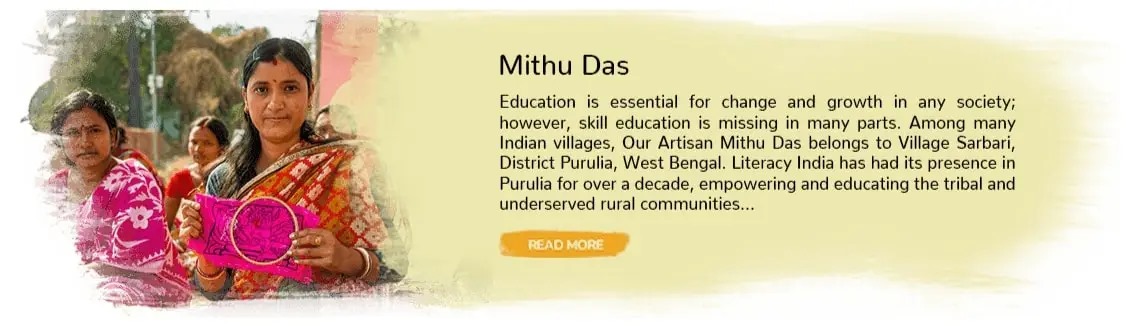 Mithu Das
Education is essential for change and growth in any society;
however, skill education is missing in many parts. Among many
Indian villages, Our Artisan Mithu Das belongs to Village Sarbari,
District Purulia, West Bengal. Literacy India has had its presence in
Purulia for over a decade, empowering and educating the tribal and
underserved rural communities...
READ MORE